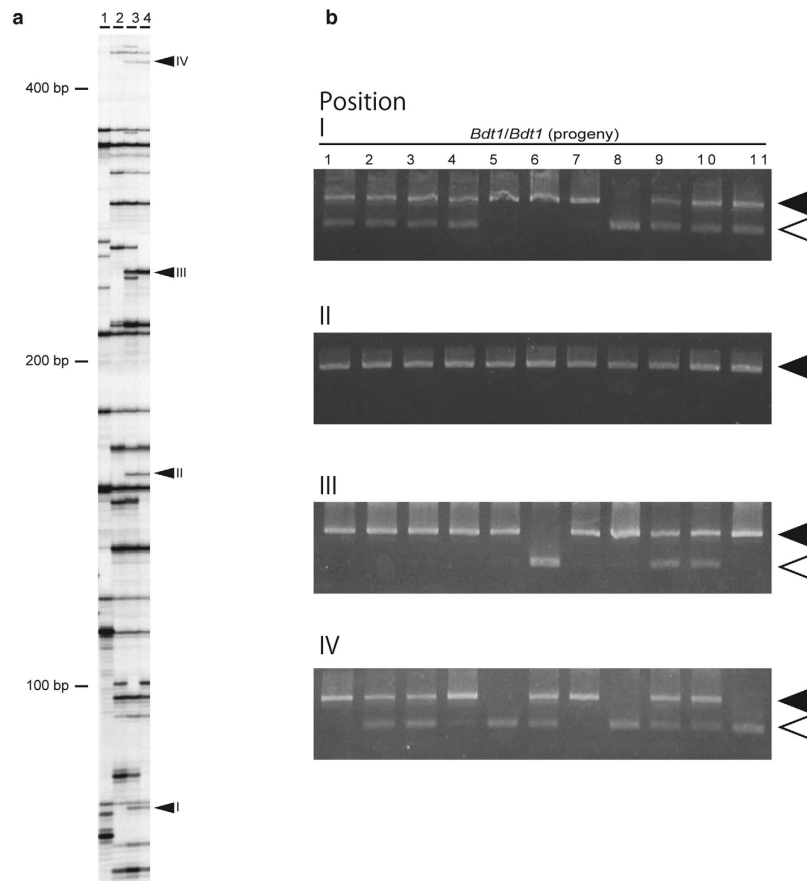 a
b
1 2 3 4
IV
400 bp
III
200 bp
II
100 bp
I
Position
I
Bdt1/Bdt1 (progeny)
1 2 3 4 5 6 7 8 9 10 11
II
III
IV